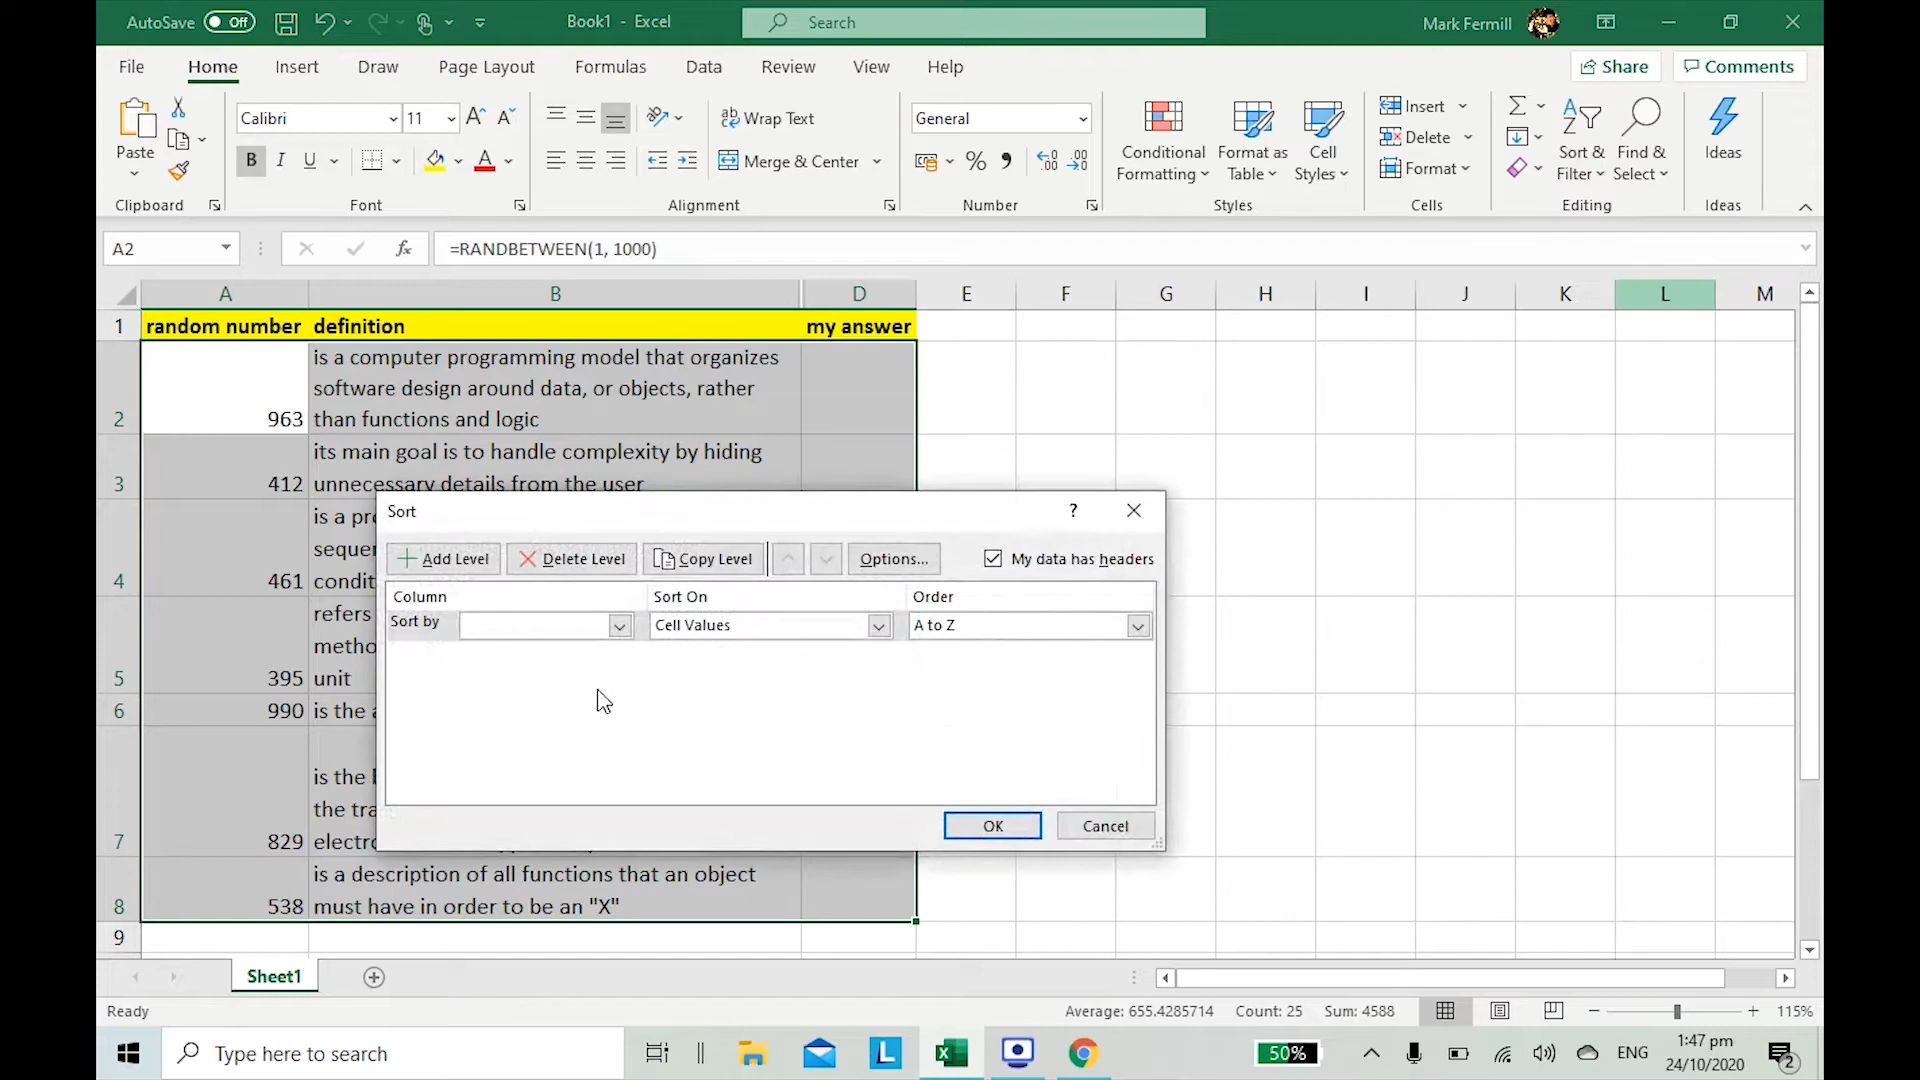 AutoSave Off Book1 - Excel Search Mark Fermill
File Home Insert Draw Page Layout Formulas Data Review View Help Share Comments
Paste
Calibri 11
B I U A
Wrap Text
Merge & Center
General
Conditional Formatting
Format as Table
Cell Styles
Insert
Delete
Format
Sort & Filter
Find & Select
Ideas
Clipboard Font Alignment Number Styles Cells Editing Ideas
A2 fx =RANDBETWEEN(1, 1000)
A B D E F G H I J K L M
1 random number definition my answer
is a computer programming model that organizes
software design around data, or objects, rather
2 963 than functions and logic
its main goal is to handle complexity by hiding
3 412 unnecessary details from the user
is a pr
sequer
4 461 condit
refers
metho
5 395 unit
6 990 is the a
is the
the tra
7 829 electro
is a description of all functions that an object
8 538 must have in order to be an "X"
9
Sort ?
Add Level Delete Level Copy Level Options... My data has headers
Column Sort On Order
Sort by Cell Values A to Z
OK Cancel
Sheet1
Ready Average: 655.4285714 Count: 25 Sum: 4588 115%
Type here to search L 50% ENG 1:47 pm
24/10/2020 2